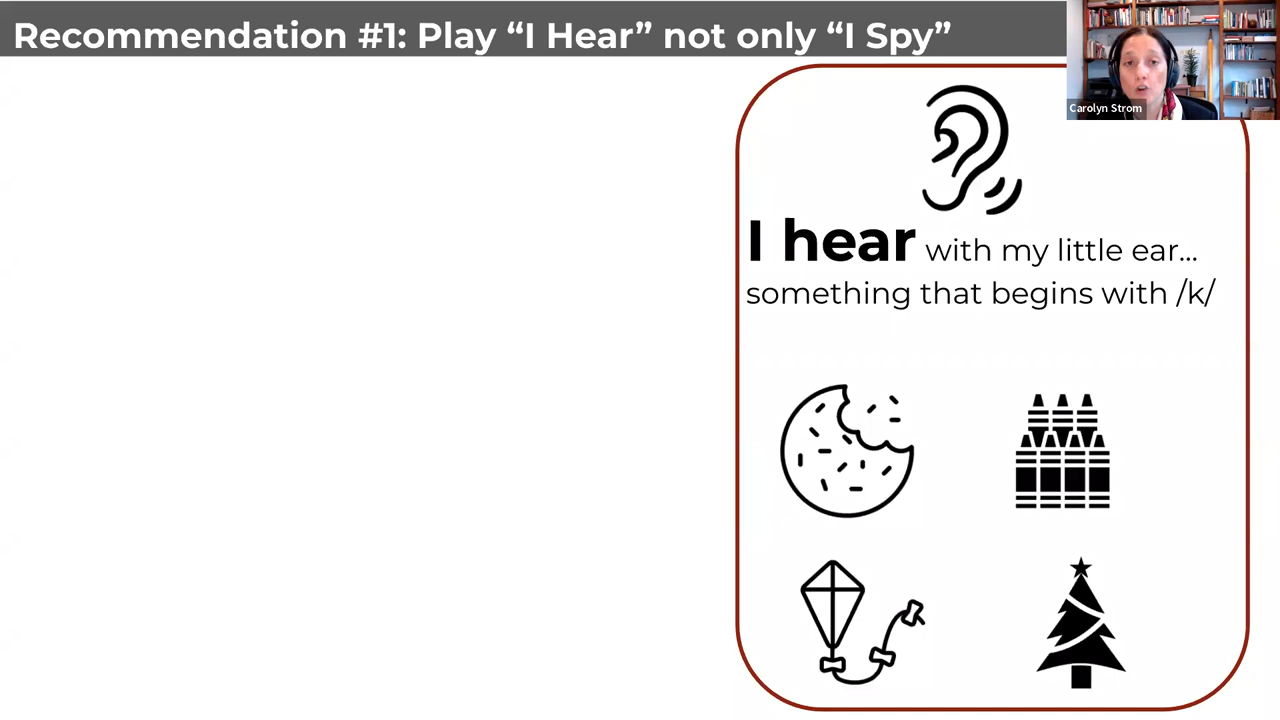 Recommendation #1: Play “I Hear” not only “I Spy”
Carolyn Strom
I hear with my little ear...
something that begins with /k/